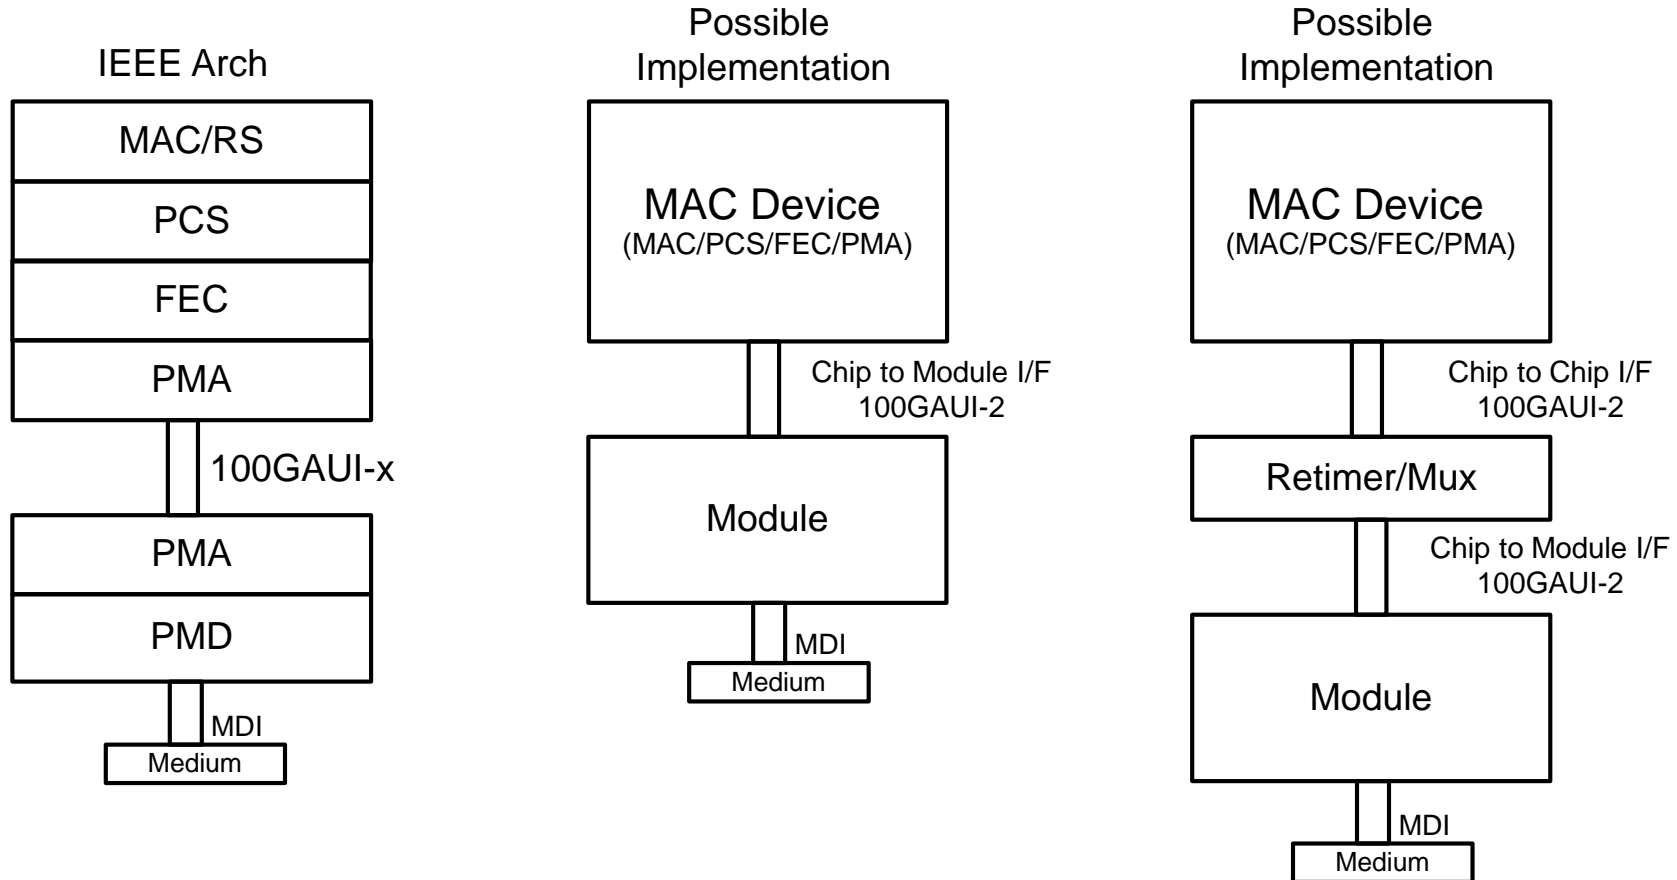 IEEE Arch
MAC/RS
PCS
FEC
PMA
100GAUI-x
PMA
PMD
MDI
Medium
Possible
Implementation
MAC Device
(MAC/PCS/FEC/PMA)
Chip to Module I/F
100GAUI-2
Module
MDI
Medium
Possible
Implementation
MAC Device
(MAC/PCS/FEC/PMA)
Chip to Chip I/F
100GAUI-2
Retimer/Mux
Chip to Module I/F
100GAUI-2
Module
MDI
Medium